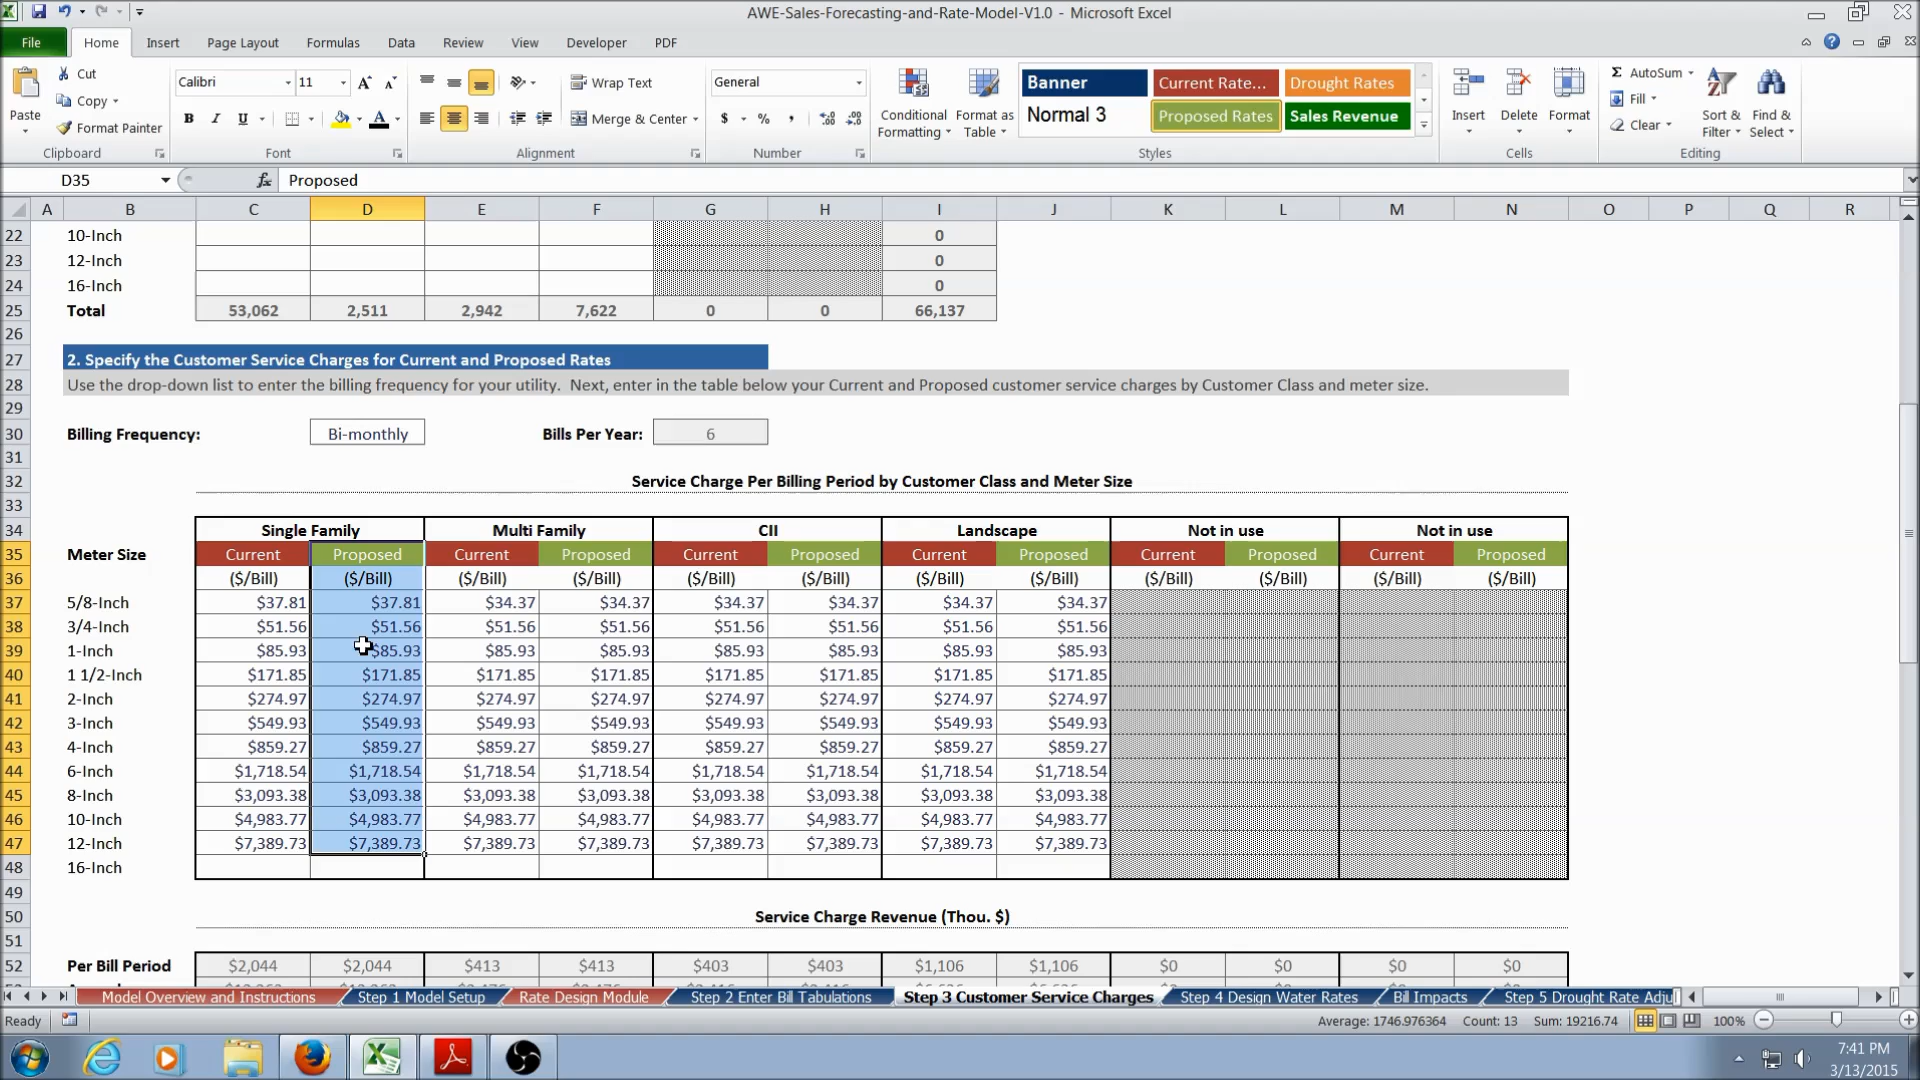 AWE-Sales-Forecasting-and-Rate-Model-V1.0 - Microsoft Excel
File Home Insert Page Layout Formulas Data Review View Developer PDF
Paste Cut Copy Format Painter Clipboard
Calibri 11 B I U Font
Wrap Text Merge & Center Alignment
General $ % , Number
Conditional Formatting Format as Table
Banner Current Rate... Drought Rates
Normal 3 Proposed Rates Sales Revenue
Styles
Insert Delete Format Cells
Σ AutoSum Fill Clear Sort & Filter Find & Select Editing
D35 fx Proposed
A B C D E F G H I J K L M N O P Q R
22 10-Inch 0
23 12-Inch 0
24 16-Inch 0
25 Total 53,062 2,511 2,942 7,622 0 0 66,137
26
27 2. Specify the Customer Service Charges for Current and Proposed Rates
28 Use the drop-down list to enter the billing frequency for your utility. Next, enter in the table below your Current and Proposed customer service charges by Customer Class and meter size.
29
30 Billing Frequency: Bi-monthly Bills Per Year: 6
31
32 Service Charge Per Billing Period by Customer Class and Meter Size
33
34 Single Family Multi Family CII Landscape Not in use Not in use
35 Meter Size Current Proposed Current Proposed Current Proposed Current Proposed Current Proposed Current Proposed
36 ($/Bill) ($/Bill) ($/Bill) ($/Bill) ($/Bill) ($/Bill) ($/Bill) ($/Bill) ($/Bill) ($/Bill) ($/Bill) ($/Bill)
37 5/8-Inch $37.81 $37.81 $34.37 $34.37 $34.37 $34.37 $34.37 $34.37
38 3/4-Inch $51.56 $51.56 $51.56 $51.56 $51.56 $51.56 $51.56 $51.56
39 1-Inch $85.93 $85.93 $85.93 $85.93 $85.93 $85.93 $85.93 $85.93
40 1 1/2-Inch $171.85 $171.85 $171.85 $171.85 $171.85 $171.85 $171.85 $171.85
41 2-Inch $274.97 $274.97 $274.97 $274.97 $274.97 $274.97 $274.97 $274.97
42 3-Inch $549.93 $549.93 $549.93 $549.93 $549.93 $549.93 $549.93 $549.93
43 4-Inch $859.27 $859.27 $859.27 $859.27 $859.27 $859.27 $859.27 $859.27
44 6-Inch $1,718.54 $1,718.54 $1,718.54 $1,718.54 $1,718.54 $1,718.54 $1,718.54 $1,718.54
45 8-Inch $3,093.38 $3,093.38 $3,093.38 $3,093.38 $3,093.38 $3,093.38 $3,093.38 $3,093.38
46 10-Inch $4,983.77 $4,983.77 $4,983.77 $4,983.77 $4,983.77 $4,983.77 $4,983.77 $4,983.77
47 12-Inch $7,389.73 $7,389.73 $7,389.73 $7,389.73 $7,389.73 $7,389.73 $7,389.73 $7,389.73
48 16-Inch
49
50 Service Charge Revenue (Thou. $)
51
52 Per Bill Period $2,044 $2,044 $413 $413 $403 $403 $1,106 $1,106 $0 $0 $0 $0
Model Overview and Instructions Step 1 Model Setup Rate Design Module Step 2 Enter Bill Tabulations Step 3 Customer Service Charges Step 4 Design Water Rates Bill Impacts Step 5 Drought Rate Adju
Ready Average: 1746.976364 Count: 13 Sum: 19216.74 100%
7:41 PM
3/13/2015